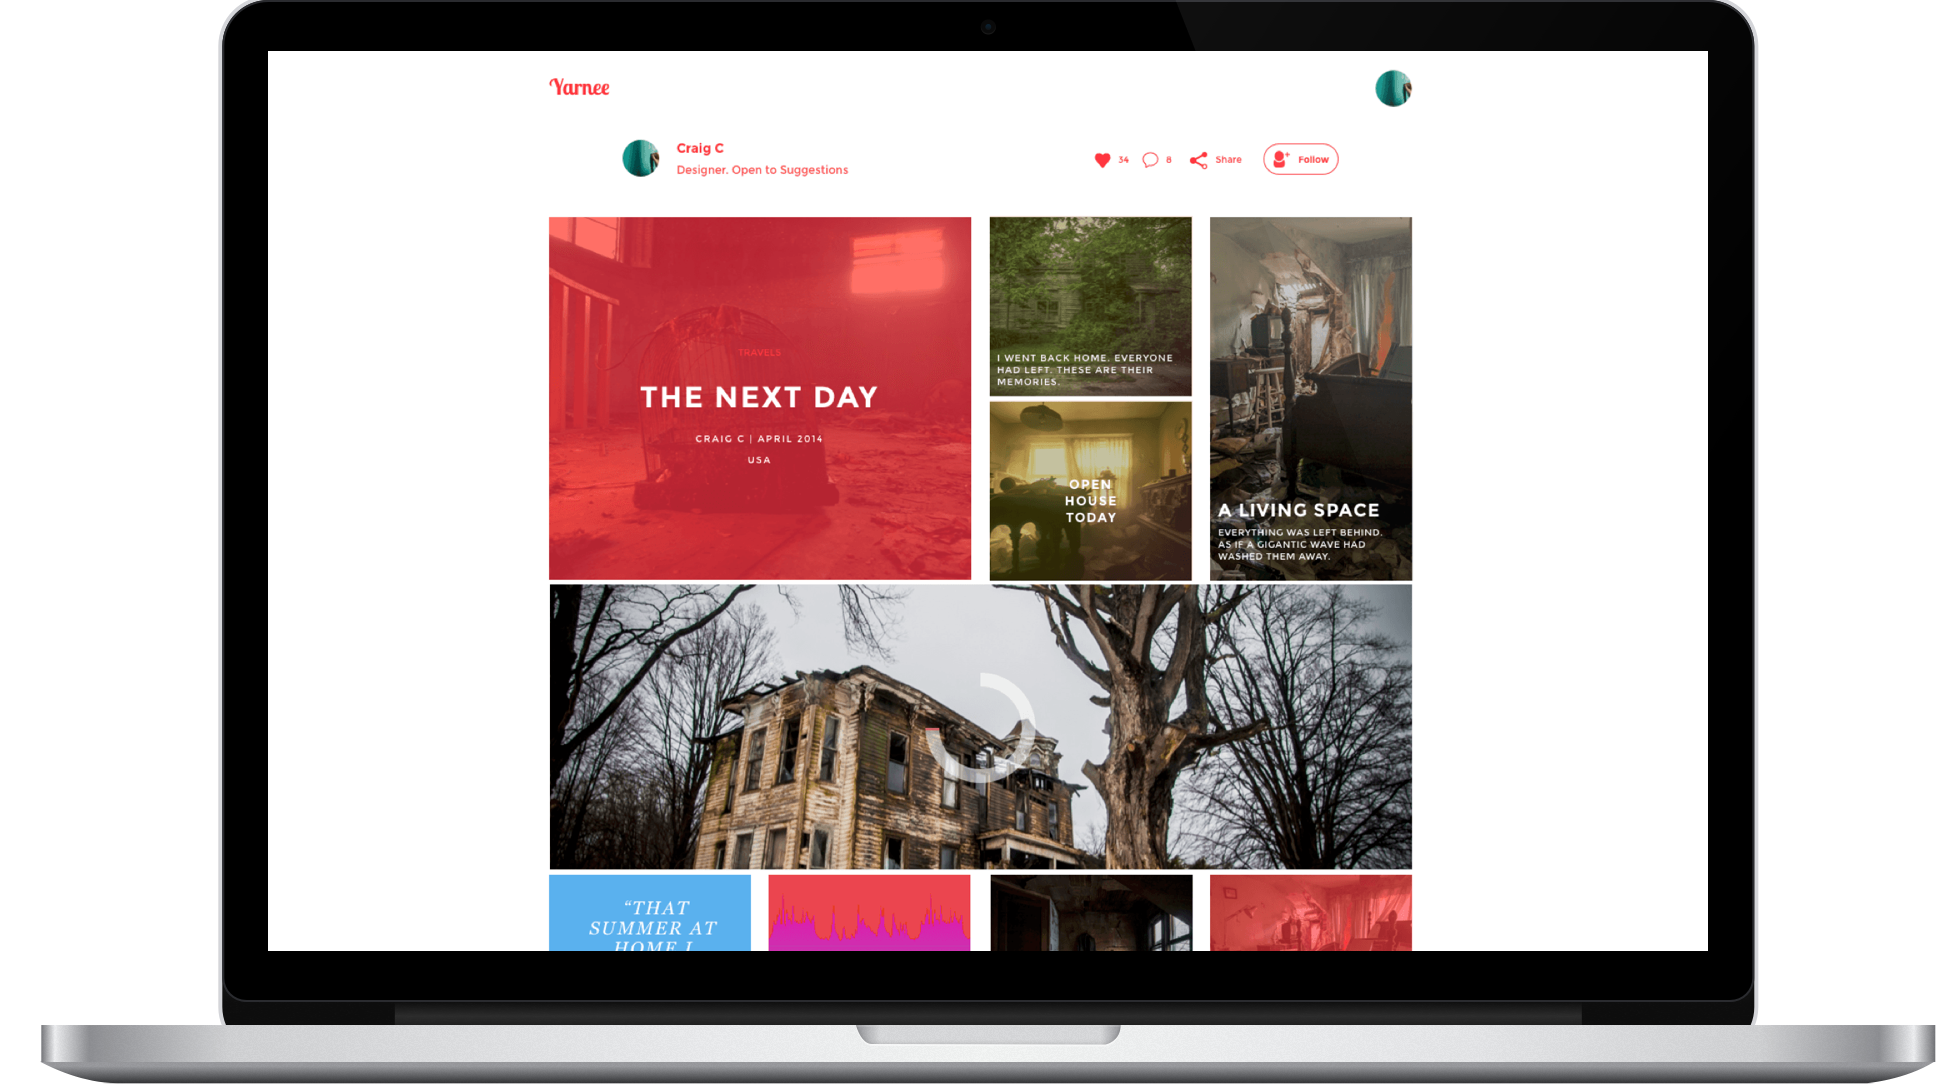 Yarnee
Craig C
Designer. Open to Suggestions
34
8
Share
Follow
TRAVELS
THE NEXT DAY
CRAIG C | APRIL 2014
USA
I WENT BACK HOME. EVERYONE
HAD LEFT. THESE ARE THEIR
MEMORIES.
OPEN
HOUSE
TODAY
A LIVING SPACE
EVERYTHING WAS LEFT BEHIND.
AS IF A GIGANTIC WAVE HAD
WASHED THEM AWAY.
“THAT
SUMMER AT
HOME I